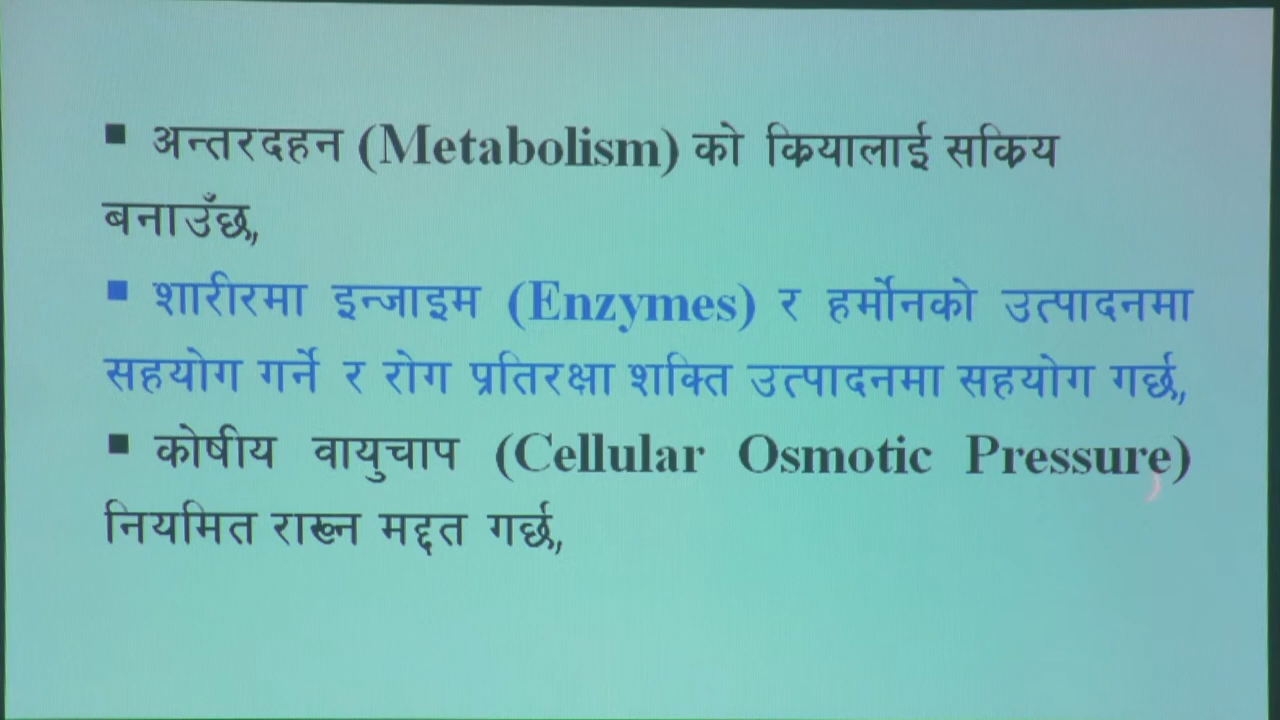 ▪ अन्तरदहन (Metabolism) को क्रियालाई सक्रिय
बनाउँछ,
▪ शारीरमा इन्जाइम (Enzymes) र हर्मोनको उत्पादनमा
सहयोग गर्ने र रोग प्रतिरक्षा शक्ति उत्पादनमा सहयोग गर्छ,
▪ कोषीय वायुचाप (Cellular Osmotic Pressure)
नियमित राख्न मद्दत गर्छ,